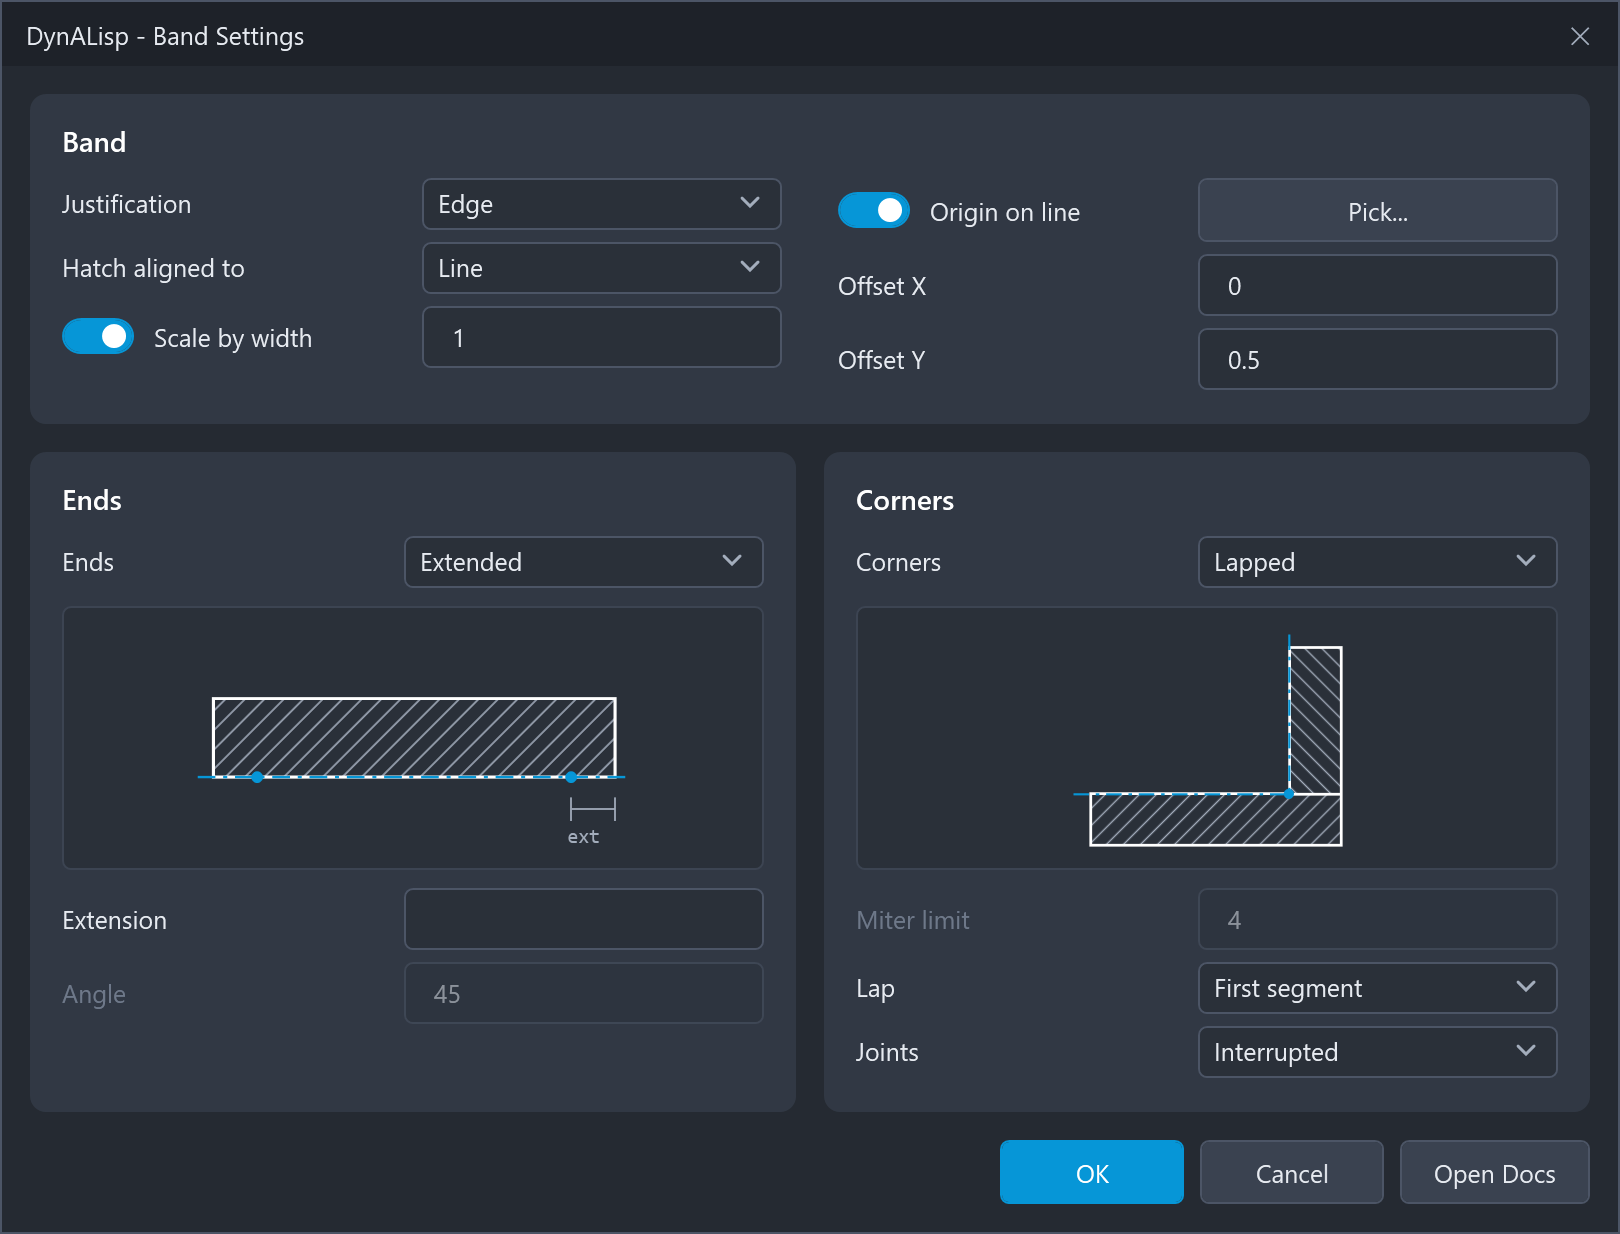 DynALisp - Band Settings
Band
Justification
Edge
Hatch aligned to
Line
Scale by width
1
Origin on line
Pick...
Offset X
0
Offset Y
0.5
Ends
Ends
Extended
ext
Extension
Angle
45
Corners
Corners
Lapped
Miter limit
4
Lap
First segment
Joints
Interrupted
OK
Cancel
Open Docs